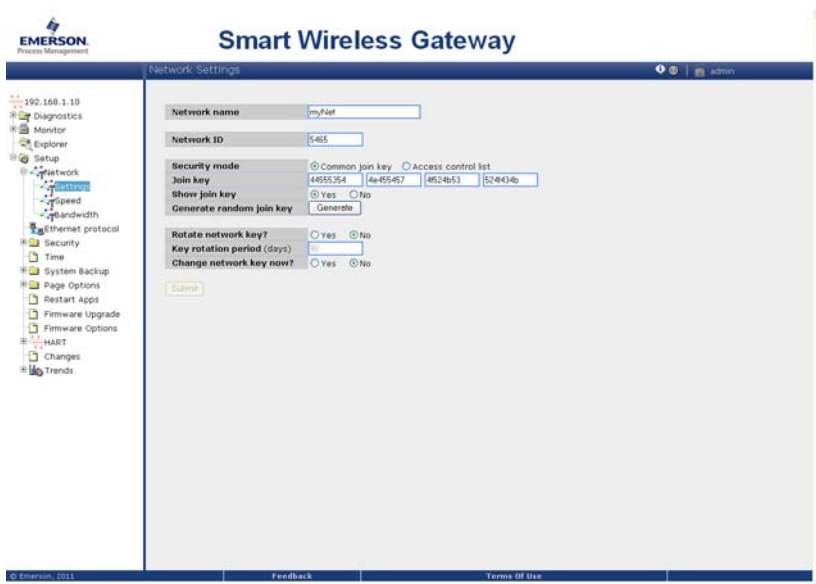 EMERSON.
Process Management
Smart Wireless Gateway
Network Settings
admin
192.168.1.10
Diagnostics
Monitor
Explorer
Setup
Network
Settings
Speed
Bandwidth
Ethernet protocol
Security
Time
System Backup
Page Options
Restart Apps
Firmware Upgrade
Firmware Options
HART
Changes
Trends
Network name myNet
Network ID 5465
Security mode Common join key Access control list
Join key 44555354 4e455457 4f524b53 524f434b
Show join key Yes No
Generate random join key Generate
Rotate network key? Yes No
Key rotation period (days)
Change network key now? Yes No
Submit
© Emerson, 2011 Feedback Terms Of Use